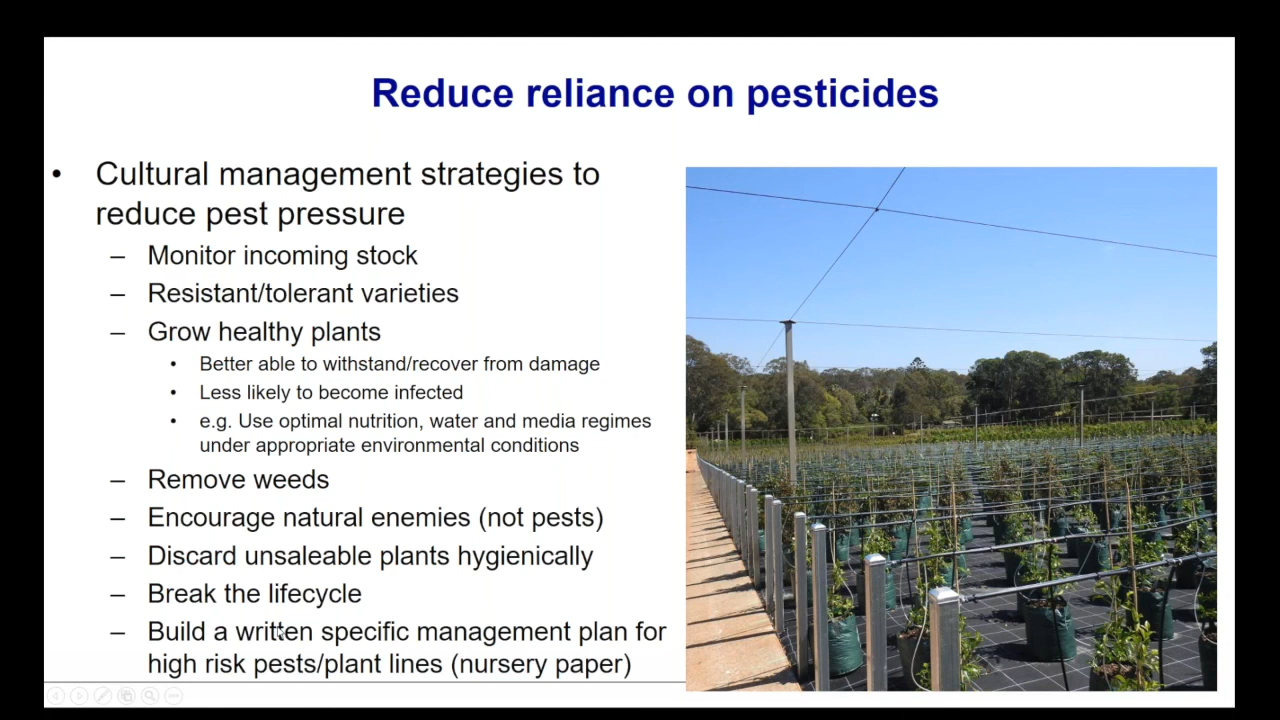 Reduce reliance on pesticides
• Cultural management strategies to
reduce pest pressure
– Monitor incoming stock
– Resistant/tolerant varieties
– Grow healthy plants
• Better able to withstand/recover from damage
• Less likely to become infected
• e.g. Use optimal nutrition, water and media regimes
under appropriate environmental conditions
– Remove weeds
– Encourage natural enemies (not pests)
– Discard unsaleable plants hygienically
– Break the lifecycle
– Build a written specific management plan for
high risk pests/plant lines (nursery paper)